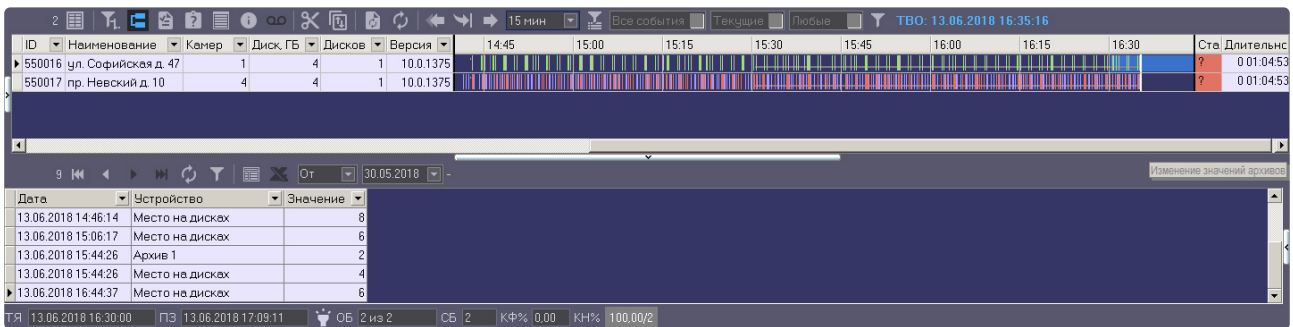 2 15 мин Все события Текущие Любые ТВО: 13.06.2018 16:35:16
ID Наименование Камер Диск, ГБ Дисков Версия 14:45 15:00 15:15 15:30 15:45 16:00 16:15 16:30 Ста Длительнс
550016 ул. Софийская д. 47 1 4 1 10.0.1375 ? 0 01:04:53
550017 пр. Невский д. 10 4 4 1 10.0.1375 ? 0 01:04:53
9 От 30.05.2018 - Изменение значений архивов
Дата Устройство Значение
13.06.2018 14:46:14 Место на дисках 8
13.06.2018 15:06:17 Место на дисках 6
13.06.2018 15:44:26 Архив 1 2
13.06.2018 15:44:26 Место на дисках 4
13.06.2018 16:44:37 Место на дисках 6
ТЯ 13.06.2018 16:30:00 ПЗ 13.06.2018 17:09:11 ОБ 2 из 2 СБ 2 КФ% 0,00 КН% 100,00/2